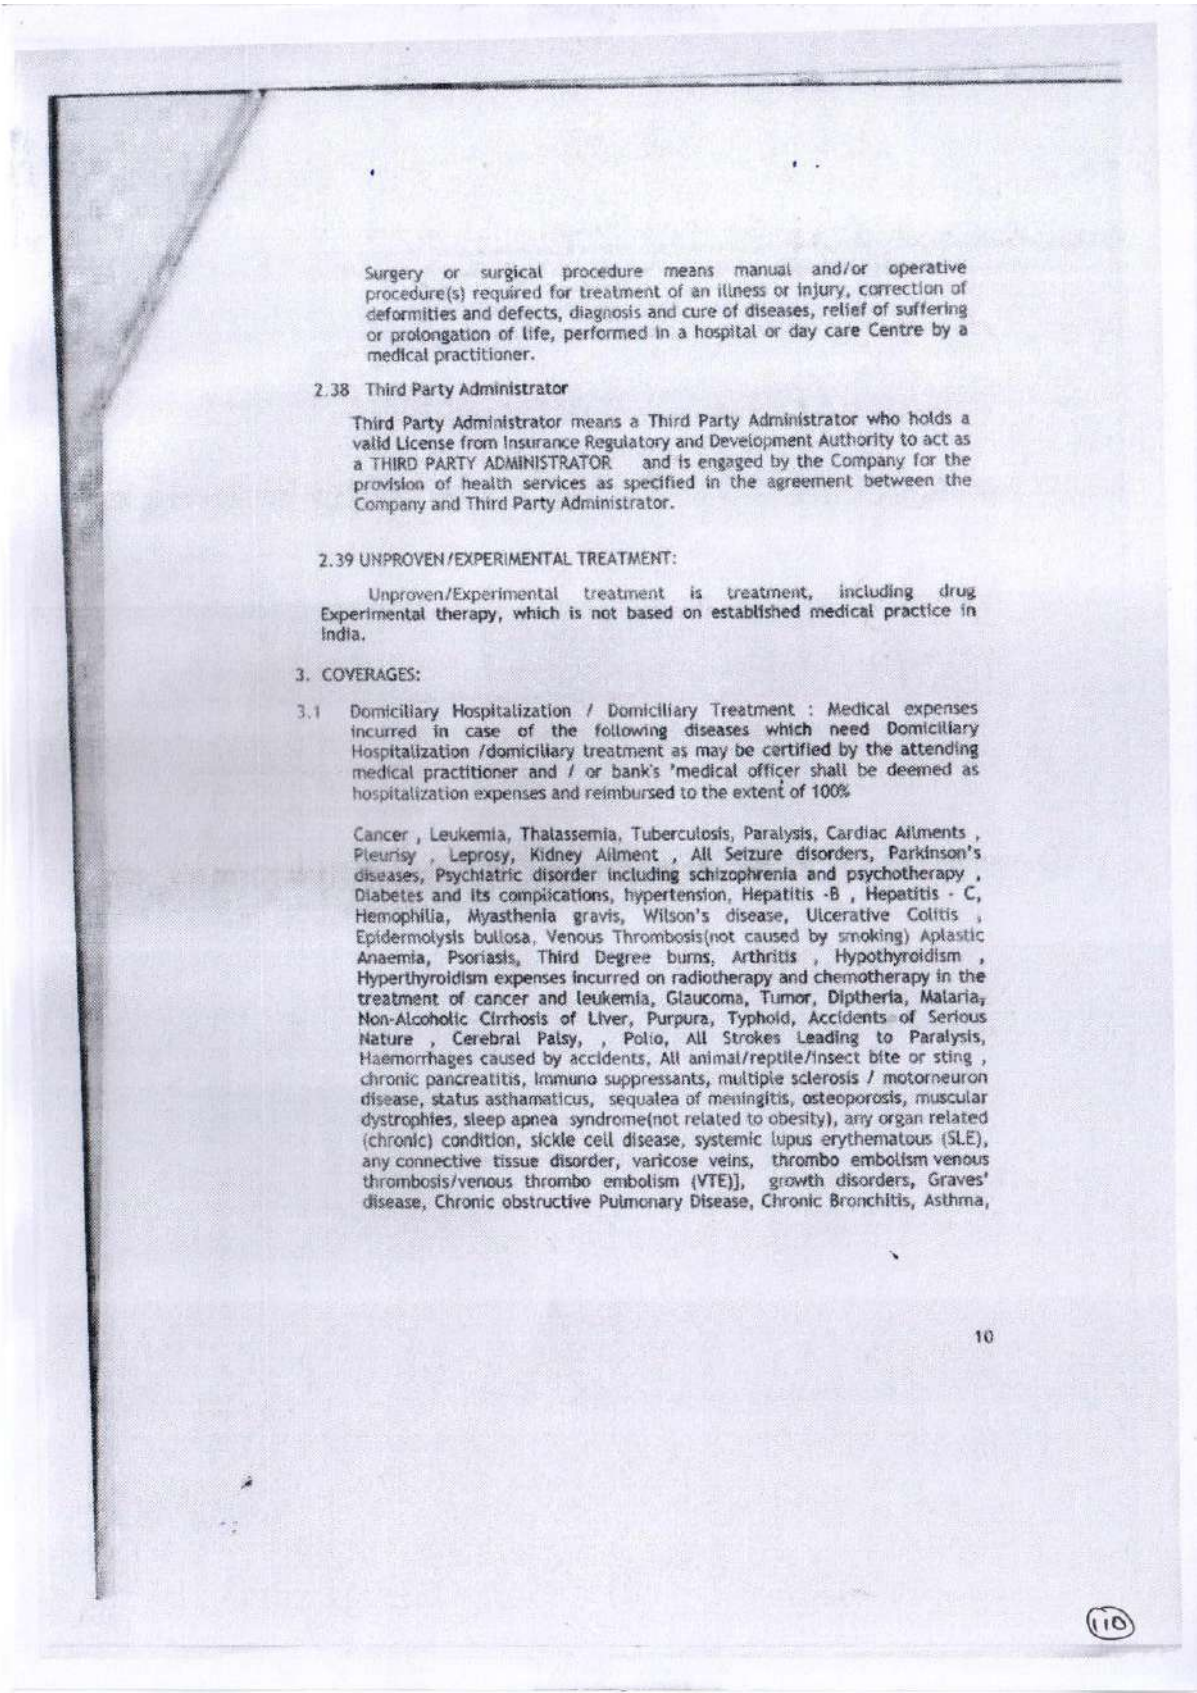 Surgery or surgical procedure means manual and/or operative
procedure(s) required for treatment of an illness or injury, correction of
deformities and defects, diagnosis and cure of diseases, relief of suffering
or prolongation of life, performed in a hospital or day care Centre by a
medical practitioner.
2.38 Third Party Administrator
Third Party Administrator means a Third Party Administrator who holds a
valid License from Insurance Regulatory and Development Authority to act as
a THIRD PARTY ADMINISTRATOR and is engaged by the Company for the
provision of health services as specified in the agreement between the
Company and Third Party Administrator.
2.39 UNPROVEN/EXPERIMENTAL TREATMENT:
Unproven/Experimental treatment is treatment, including drug
Experimental therapy, which is not based on established medical practice in
India.
3. COVERAGES:
3.1 Domiciliary Hospitalization / Domiciliary Treatment : Medical expenses
incurred in case of the following diseases which need Domiciliary
Hospitalization /domiciliary treatment as may be certified by the attending
medical practitioner and / or bank's 'medical officer shall be deemed as
hospitalization expenses and reimbursed to the extent of 100%
Cancer , Leukemia, Thalassemia, Tuberculosis, Paralysis, Cardiac Ailments ,
Pleurisy , Leprosy, Kidney Ailment , All Seizure disorders, Parkinson's
diseases, Psychiatric disorder including schizophrenia and psychotherapy ,
Diabetes and its complications, hypertension, Hepatitis -B , Hepatitis - C,
Hemophilia, Myasthenia gravis, Wilson's disease, Ulcerative Colitis ,
Epidermolysis bullosa, Venous Thrombosis(not caused by smoking) Aplastic
Anaemia, Psoriasis, Third Degree burns, Arthritis , Hypothyroidism ,
Hyperthyroidism expenses incurred on radiotherapy and chemotherapy in the
treatment of cancer and leukemia, Glaucoma, Tumor, Diptheria, Malaria,
Non-Alcoholic Cirrhosis of Liver, Purpura, Typhoid, Accidents of Serious
Nature , Cerebral Palsy, , Polio, All Strokes Leading to Paralysis,
Haemorrhages caused by accidents, All animal/reptile/insect bite or sting ,
chronic pancreatitis, Immuno suppressants, multiple sclerosis / motorneuron
disease, status asthamaticus, sequalea of meningitis, osteoporosis, muscular
dystrophies, sleep apnea syndrome(not related to obesity), any organ related
(chronic) condition, sickle cell disease, systemic lupus erythematous (SLE),
any connective tissue disorder, varicose veins, thrombo embolism venous
thrombosis/venous thrombo embolism (VTE)], growth disorders, Graves'
disease, Chronic obstructive Pulmonary Disease, Chronic Bronchitis, Asthma,
10
110